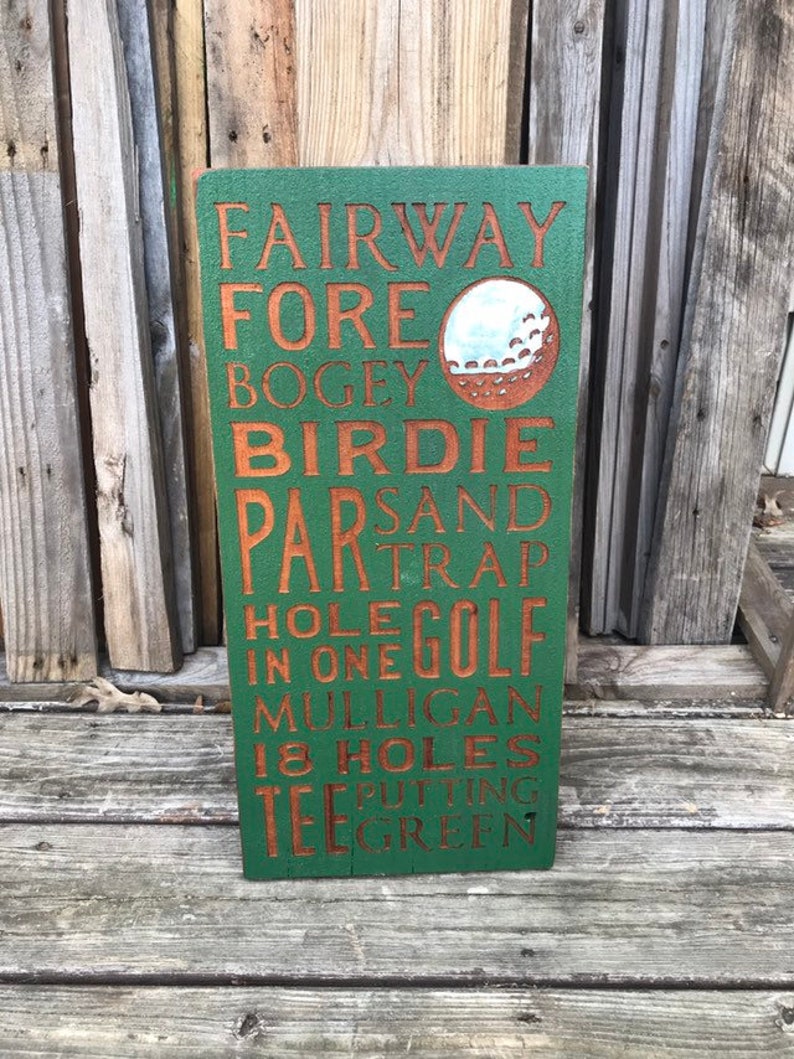 FAIRWAY
FORE
BOGEY
BIRDIE
PAR SAND
TRAP
HOLE
IN ONE GOLF
MULLIGAN
18 HOLES
TEE PUTTING
GREEN